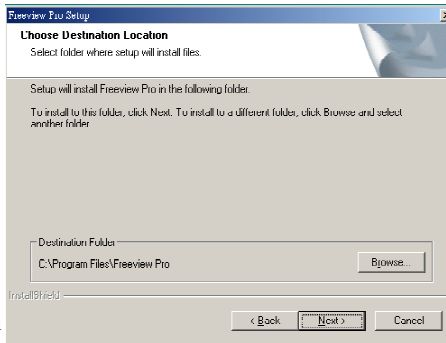 Freeview Pro Setup
Choose Destination Location
Select folder where setup will install files.
Setup will install Freeview Pro in the following folder.
To install to this folder, click Next. To install to a different folder, click Browse and select
another folder.
Destination Folder
C:\Program Files\Freeview Pro
Browse...
InstallShield
< Back
Next >
Cancel